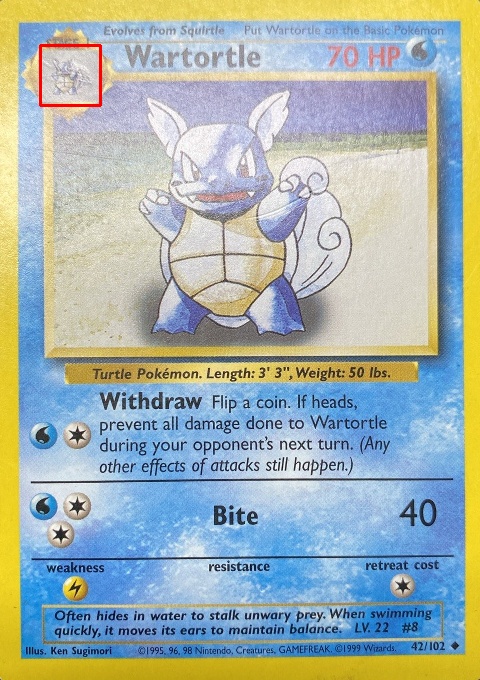 Evolves from Squirtle Put Wartortle on the Basic Pokémon
STAGE 1
Wartortle 70 HP
Turtle Pokémon. Length: 3' 3", Weight: 50 lbs.
Withdraw Flip a coin. If heads,
prevent all damage done to Wartortle
during your opponent's next turn. (Any
other effects of attacks still happen.)
Bite 40
weakness resistance retreat cost
Often hides in water to stalk unwary prey. When swimming
quickly, it moves its ears to maintain balance. LV. 22 #8
Illus. Ken Sugimori ©1995, 96, 98 Nintendo, Creatures, GAMEFREAK. ©1999 Wizards. 42/102